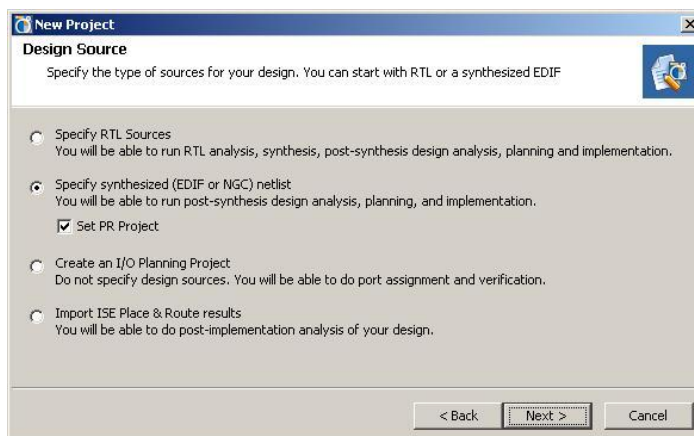 New Project
Design Source
Specify the type of sources for your design. You can start with RTL or a synthesized EDIF
Specify RTL Sources
You will be able to run RTL analysis, synthesis, post-synthesis design analysis, planning and implementation.
Specify synthesized (EDIF or NGC) netlist
You will be able to run post-synthesis design analysis, planning, and implementation.
Set PR Project
Create an I/O Planning Project
Do not specify design sources. You will be able to do port assignment and verification.
Import ISE Place & Route results
You will be able to do post-implementation analysis of your design.
< Back Next > Cancel